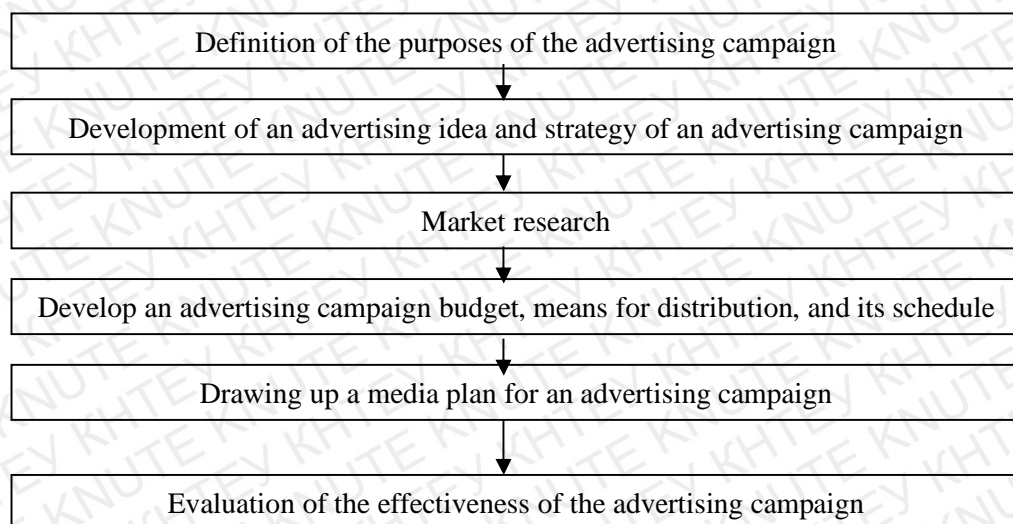 Definition of the purposes of the advertising campaign
Development of an advertising idea and strategy of an advertising campaign
Market research
Develop an advertising campaign budget, means for distribution, and its schedule
Drawing up a media plan for an advertising campaign
Evaluation of the effectiveness of the advertising campaign